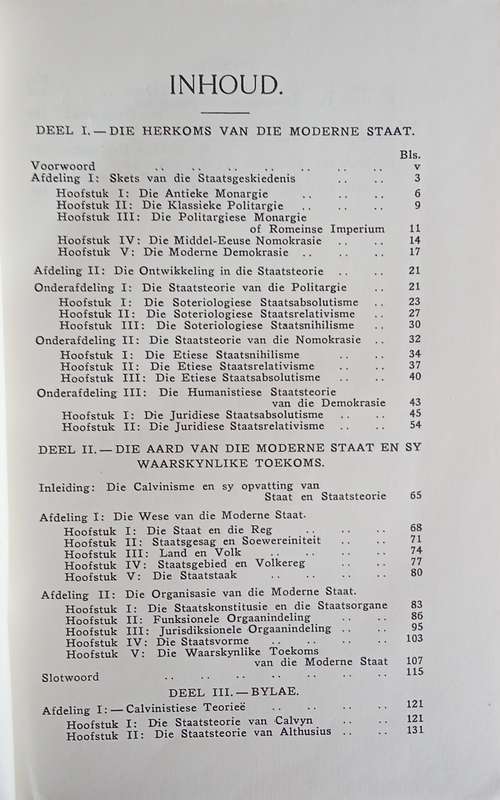 INHOUD.
DEEL I.—DIE HERKOMS VAN DIE MODERNE STAAT.
Bls.
Voorwoord .. .. .. .. .. .. .. v
Afdeling I: Skets van die Staatsgeskiedenis .. .. 3
Hoofstuk I: Die Antieke Monargie .. .. .. 6
Hoofstuk II: Die Klassieke Politargie .. .. .. 9
Hoofstuk III: Die Politargiese Monargie
of Romeinse Imperium 11
Hoofstuk IV: Die Middel-Eeuse Nomokrasie .. .. 14
Hoofstuk V: Die Moderne Demokrasie .. .. .. 17
Afdeling II: Die Ontwikkeling in die Staatsteorie .. .. 21
Onderafdeling I: Die Staatsteorie van die Politargie .. 21
Hoofstuk I: Die Soteriologiese Staatsabsolutisme .. 23
Hoofstuk II: Die Soteriologiese Staatsrelativisme .. 27
Hoofstuk III: Die Soteriologiese Staatsnihilisme .. 30
Onderafdeling II: Die Staatsteorie van die Nomokrasie .. 32
Hoofstuk I: Die Etiese Staatsnihilisme .. .. 34
Hoofstuk II: Die Etiese Staatsrelativisme .. .. 37
Hoofstuk III: Die Etiese Staatsabsolutisme .. .. 40
Onderafdeling III: Die Humanistiese Staatsteorie
van die Demokrasie 43
Hoofstuk I: Die Juridiese Staatsabsolutisme .. .. 45
Hoofstuk II: Die Juridiese Staatsrelativisme .. .. 54
DEEL II.—DIE AARD VAN DIE MODERNE STAAT EN SY
WAARSKYNLIKE TOEKOMS.
Inleiding: Die Calvinisme en sy opvatting van
Staat en Staatsteorie 65
Afdeling I: Die Wese van die Moderne Staat.
Hoofstuk I: Die Staat en die Reg .. .. .. 68
Hoofstuk II: Staatsgesag en Soewereiniteit .. .. 71
Hoofstuk III: Land en Volk .. .. .. .. 74
Hoofstuk IV: Staatsgebied en Volkereg .. .. 77
Hoofstuk V: Die Staatstaak .. .. .. .. 80
Afdeling II: Die Organisasie van die Moderne Staat.
Hoofstuk I: Die Staatskonstitusie en die Staatsorgane 83
Hoofstuk II: Funksionele Orgaanindeling .. .. 86
Hoofstuk III: Jurisdiksionele Orgaanindeling .. .. 95
Hoofstuk IV: Die Staatsvorme .. .. .. .. 103
Hoofstuk V: Die Waarskynlike Toekoms
van die Moderne Staat 107
Slotwoord .. .. .. .. .. .. .. 115
DEEL III.—BYLAE.
Afdeling I:—Calvinistiese Teorieë .. .. .. .. 121
Hoofstuk I: Die Staatsteorie van Calvyn .. .. 121
Hoofstuk II: Die Staatsteorie van Althusius .. .. 131